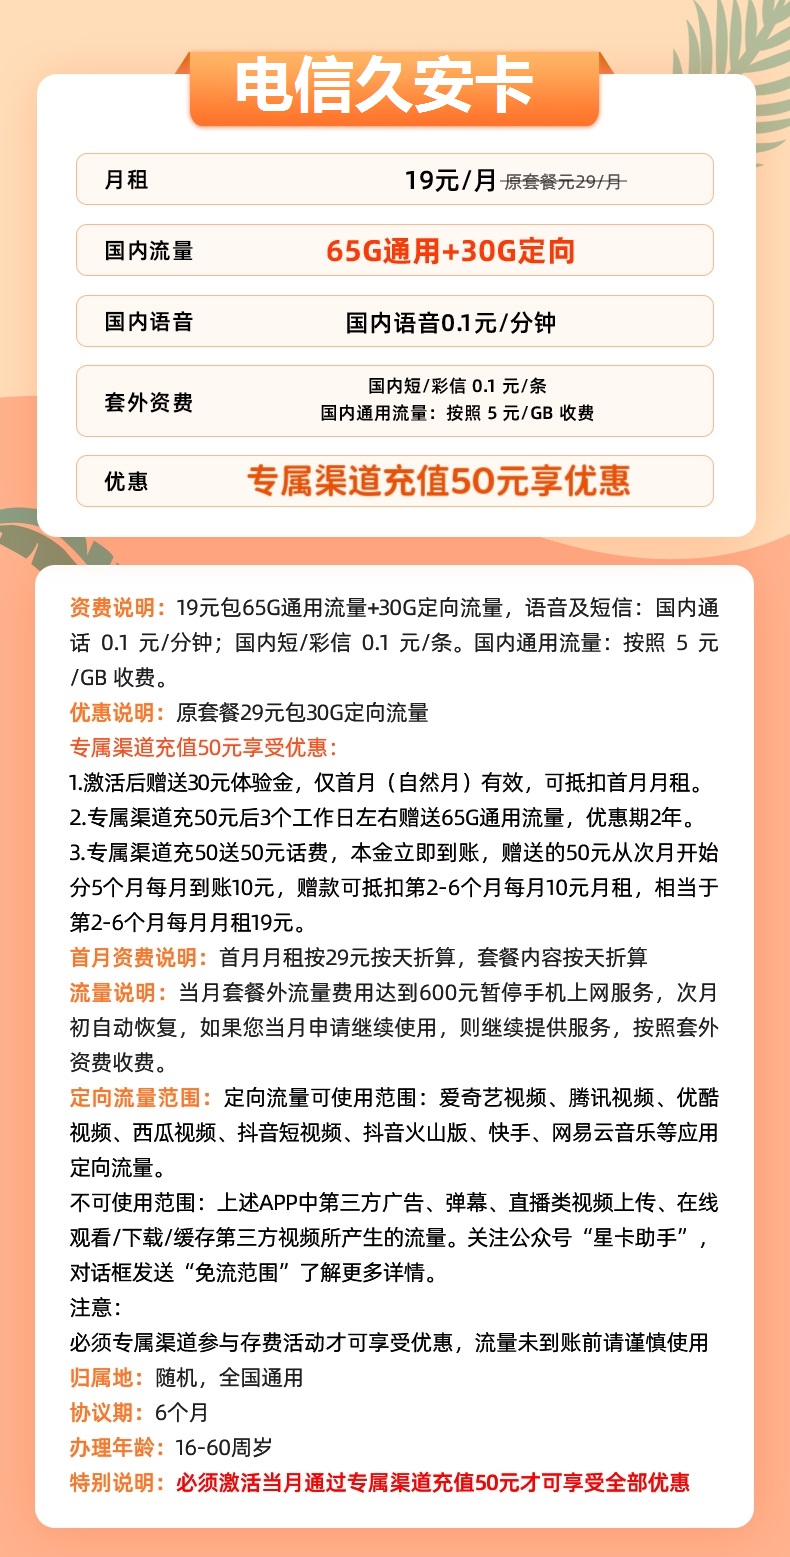 电信久安卡
月租 19元/月 原套餐元29/月
国内流量 65G通用+30G定向
国内语音 国内语音0.1元/分钟
套外资费
国内短/彩信 0.1 元/条
国内通用流量：按照 5 元/GB 收费
优惠 专属渠道充值50元享优惠
资费说明：19元包65G通用流量+30G定向流量，语音及短信：国内通
话 0.1 元/分钟；国内短/彩信 0.1 元/条。国内通用流量：按照 5 元
/GB 收费。
优惠说明：原套餐29元包30G定向流量
专属渠道充值50元享受优惠：
1.激活后赠送30元体验金，仅首月（自然月）有效，可抵扣首月月租。
2.专属渠道充50元后3个工作日左右赠送65G通用流量，优惠期2年。
3.专属渠道充50送50元话费，本金立即到账，赠送的50元从次月开始
分5个月每月到账10元，赠款可抵扣第2-6个月每月10元月租，相当于
第2-6个月每月月租19元。
首月资费说明：首月月租按29元按天折算，套餐内容按天折算
流量说明：当月套餐外流量费用达到600元暂停手机上网服务，次月
初自动恢复，如果您当月申请继续使用，则继续提供服务，按照套外
资费收费。
定向流量范围：定向流量可使用范围：爱奇艺视频、腾讯视频、优酷
视频、西瓜视频、抖音短视频、抖音火山版、快手、网易云音乐等应用
定向流量。
不可使用范围：上述APP中第三方广告、弹幕、直播类视频上传、在线
观看/下载/缓存第三方视频所产生的流量。关注公众号“星卡助手”，
对话框发送“免流范围”了解更多详情。
注意：
必须专属渠道参与存费活动才可享受优惠，流量未到账前请谨慎使用
归属地：随机，全国通用
协议期：6个月
办理年龄：16-60周岁
特别说明：必须激活当月通过专属渠道充值50元才可享受全部优惠